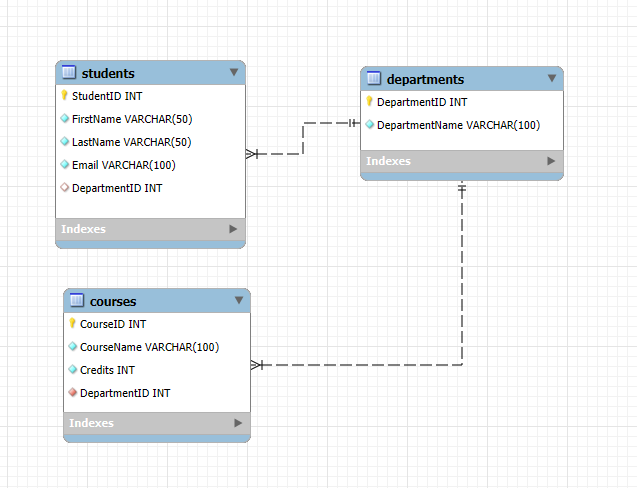 students
StudentID INT
FirstName VARCHAR(50)
LastName VARCHAR(50)
Email VARCHAR(100)
DepartmentID INT
Indexes
departments
DepartmentID INT
DepartmentName VARCHAR(100)
Indexes
courses
CourseID INT
CourseName VARCHAR(100)
Credits INT
DepartmentID INT
Indexes